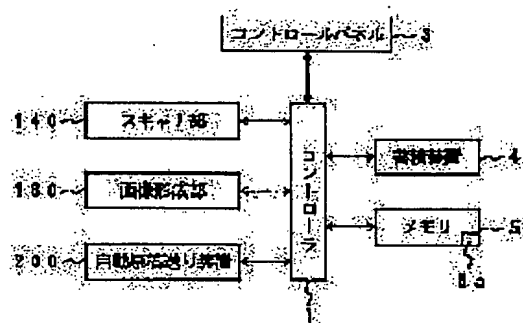 コントロールパネル 3
140 スキャナ部
コントローラ
蓄積装置 4
180 画像形成部
メモリ 5
200 自動原稿送り装置
1